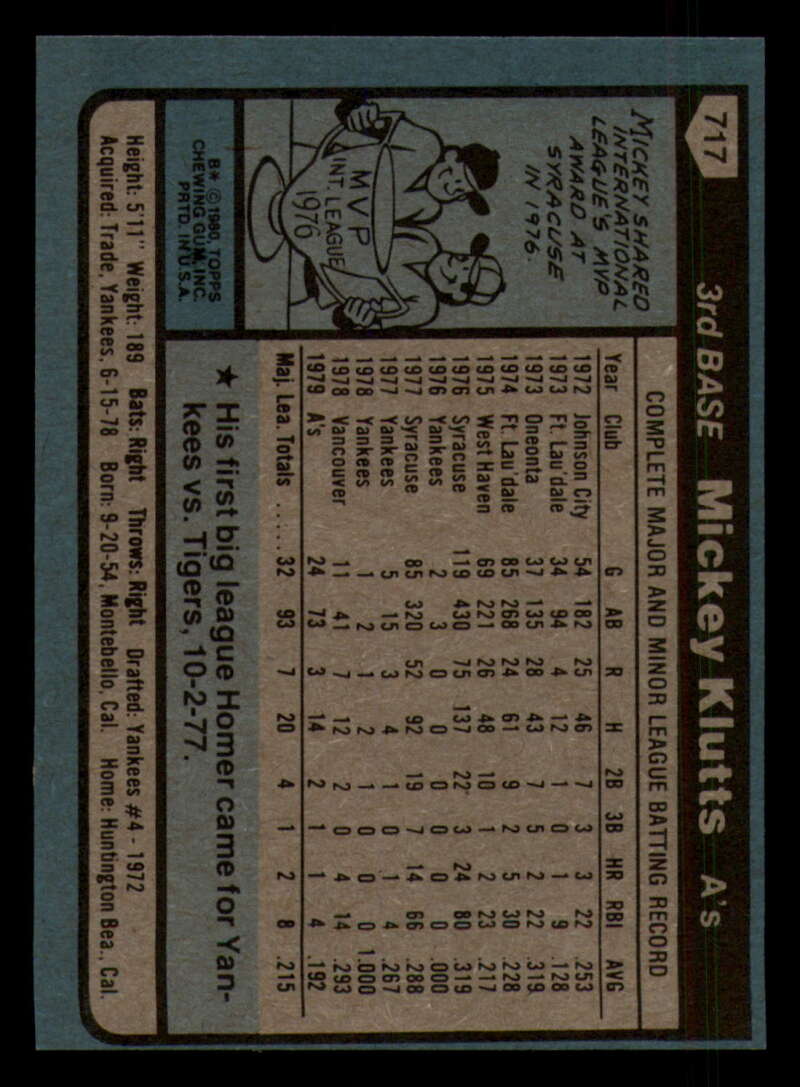 717
3rd BASE Mickey Klutts A's
MICKEY SHARED
INTERNATIONAL
LEAGUE'S MVP
AWARD AT
SYRACUSE
IN 1976.
MVP
INT. LEAGUE
1976
B* © 1980, TOPPS
CHEWING GUM, INC.
PRTD. IN U.S.A.
COMPLETE MAJOR AND MINOR LEAGUE BATTING RECORD
Year Club G AB R H 2B 3B HR RBI AVG
1972 Johnson City 54 182 25 46 7 3 3 22 .253
1973 Ft. Lau'dale 34 94 4 12 1 0 1 9 .128
1973 Oneonta 37 135 28 43 7 5 2 22 .319
1974 Ft. Lau'dale 85 268 24 61 9 2 5 30 .228
1975 West Haven 69 221 26 48 10 1 2 23 .217
1976 Syracuse 119 430 75 137 22 3 24 80 .319
1976 Yankees 2 3 0 0 0 0 0 0 .000
1977 Syracuse 85 320 52 92 19 7 14 66 .288
1977 Yankees 5 15 3 4 1 0 1 4 .267
1978 Yankees 1 2 1 2 1 0 0 0 1.000
1978 Vancouver 11 41 7 12 2 0 4 14 .293
1979 A's 24 73 3 14 2 1 1 4 .192
Maj. Lea. Totals ..... 32 93 7 20 4 1 2 8 .215
★ His first big league Homer came for Yan-
kees vs. Tigers, 10-2-77.
Height: 5'11" Weight: 189 Bats: Right Throws: Right Drafted: Yankees #4 - 1972
Acquired: Trade, Yankees, 6-15-78 Born: 9-20-54, Montebello, Cal. Home: Huntington Bea., Cal.